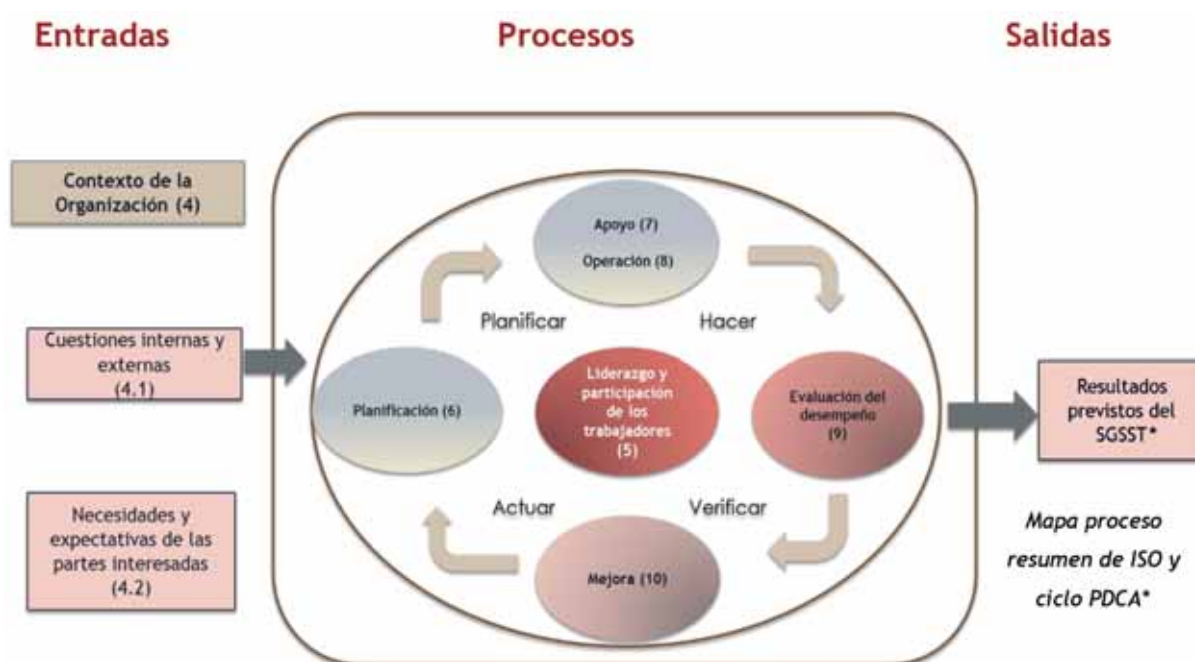 Entradas
Procesos
Salidas
Contexto de la
Organización (4)
Cuestiones internas y
externas
(4.1)
Necesidades y
expectativas de las
partes interesadas
(4.2)
Apoyo (7)
Operación (8)
Planificar
Hacer
Planificación (6)
Liderazgo y
participación
de los
trabajadores
(5)
Evaluación del
desempeño
(9)
Actuar
Verificar
Mejora (10)
Resultados
previstos del
SGSST*
Mapa proceso
resumen de ISO y
ciclo PDCA*